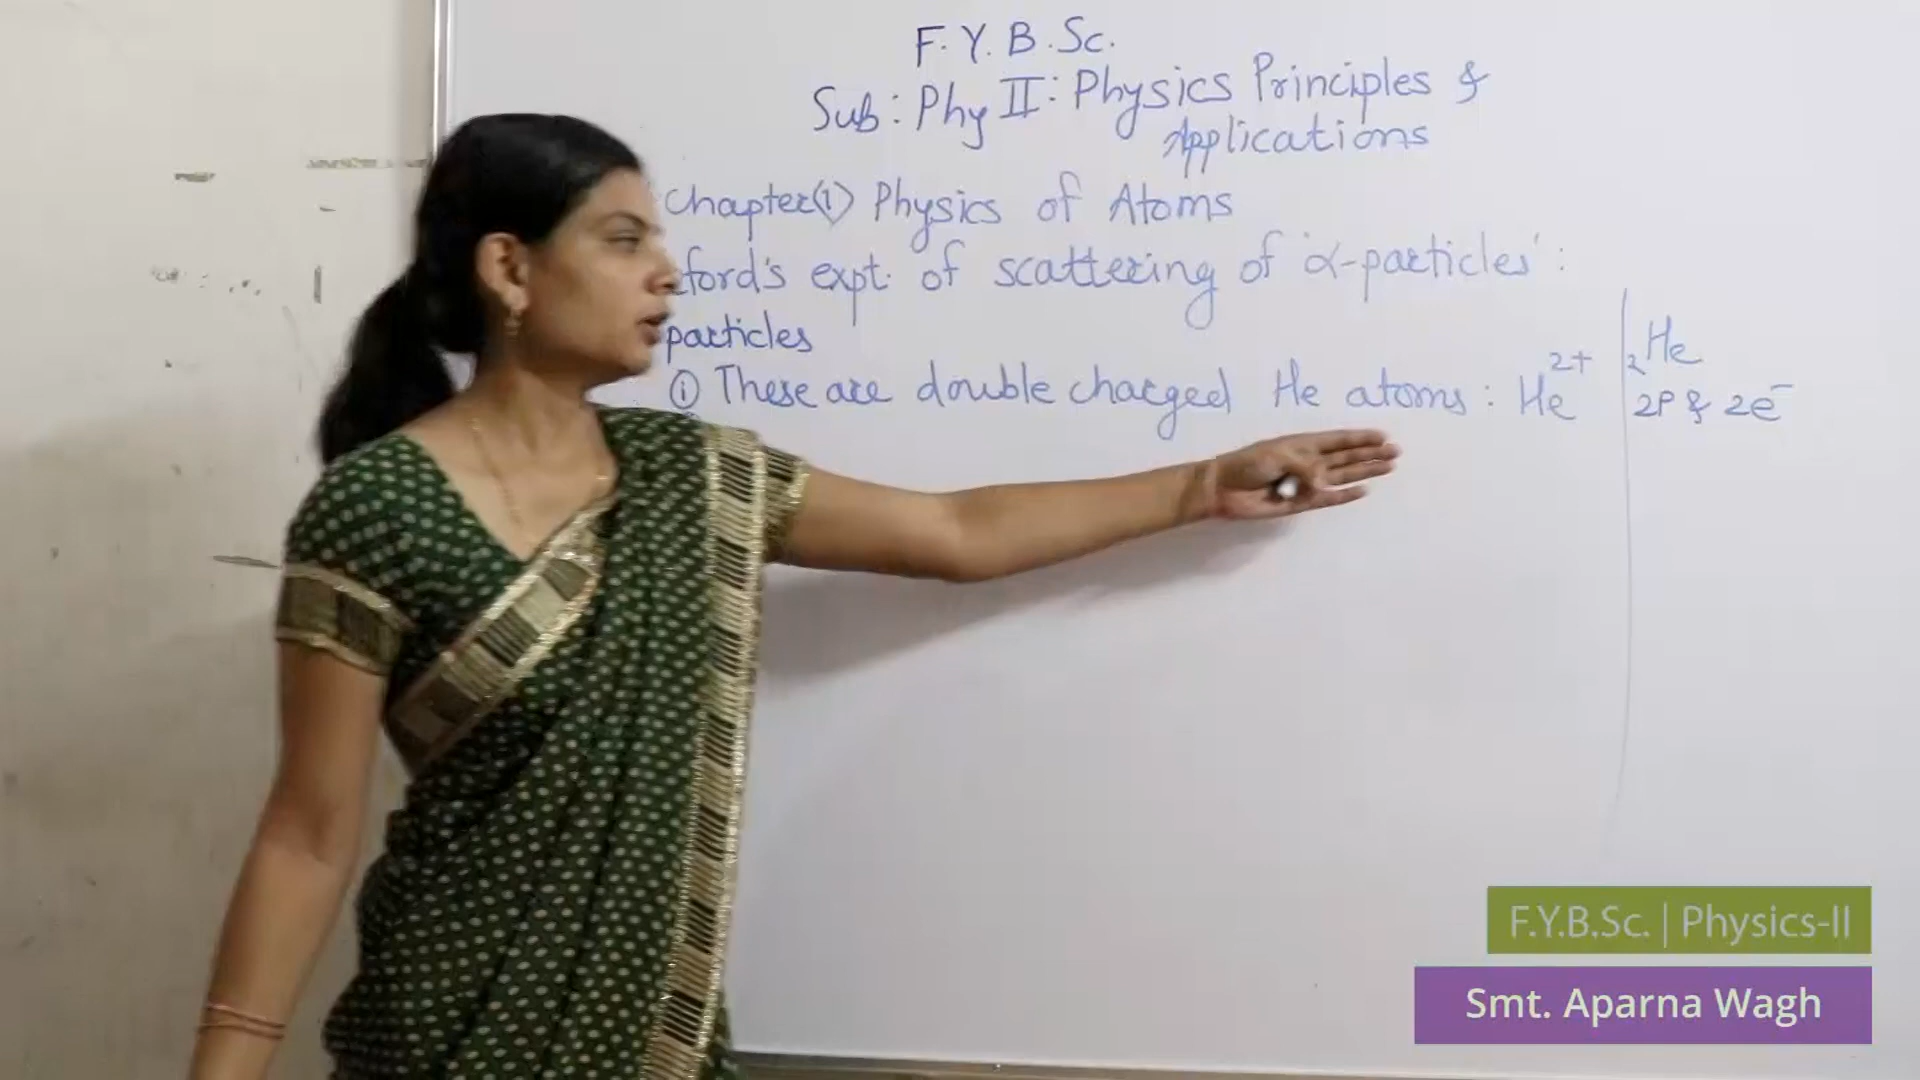 F.Y.B.Sc.
Sub: Phy II: Physics Principles &
Applications
Chapter(1) Physics of Atoms
ford's expt. of scattering of 'α-particles':
particles
① These are double charged He atoms: He²⁺
₂He
2P & 2e⁻
F.Y.B.Sc. | Physics-II
Smt. Aparna Wagh